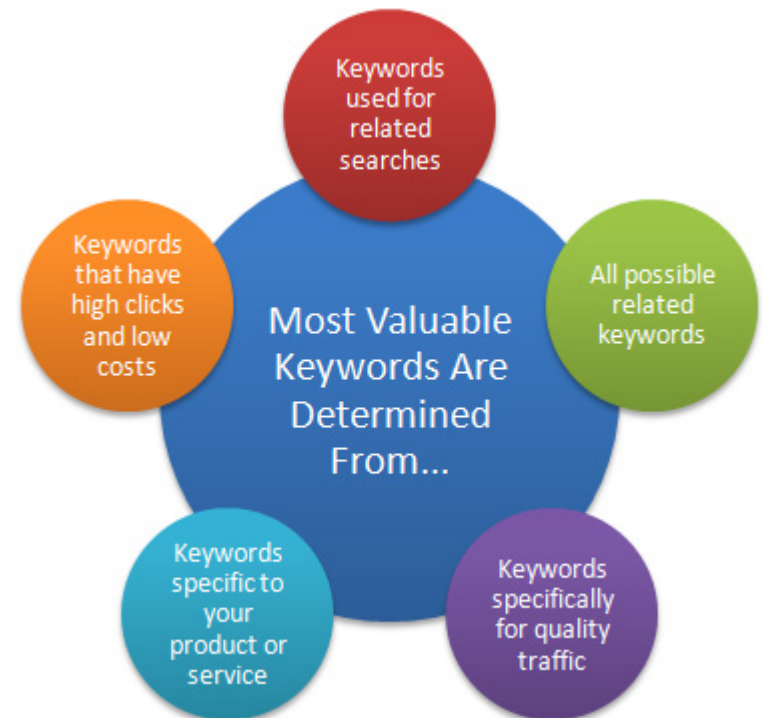 Keywords
used for
related
searches
Keywords
that have
high clicks
and low
costs
All possible
related
keywords
Most Valuable
Keywords Are
Determined
From...
Keywords
specific to
your
product or
service
Keywords
specifically
for quality
traffic